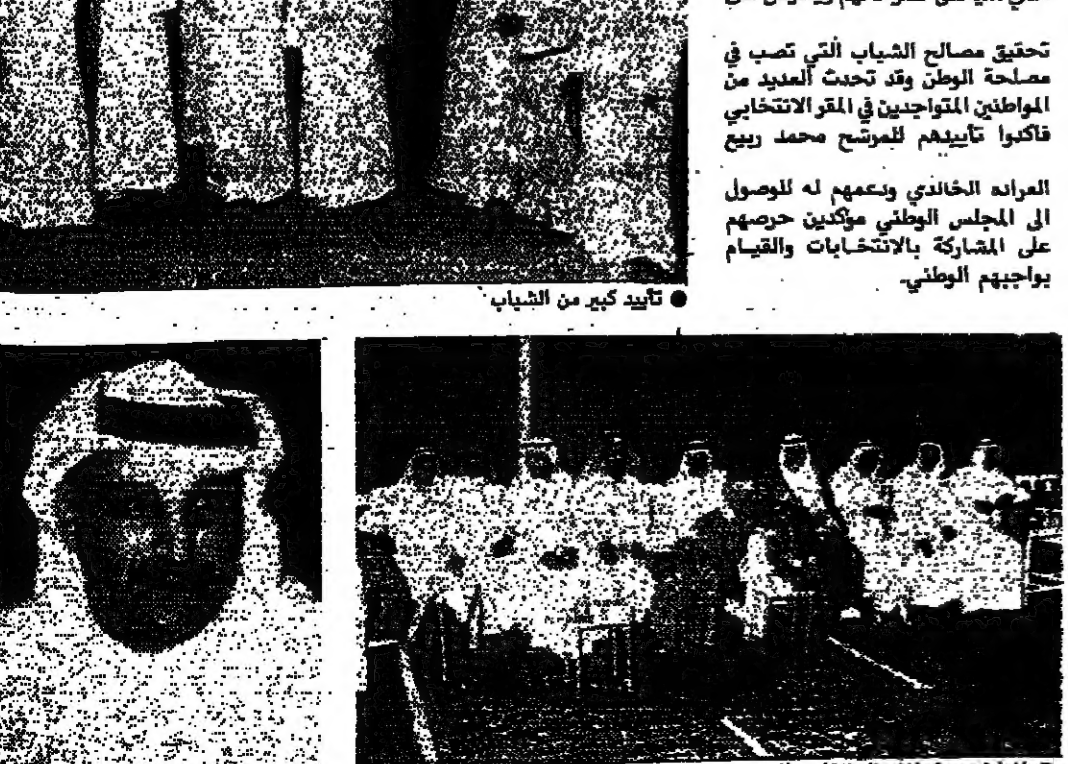 تحقيق مصالح الشباب التي تصب في
مصلحة الوطن وقد تحدث العديد من
المواطنين المتواجدين في المقر الانتخابي
فأكدوا تأييدهم للمرشح محمد ربيع
العرانه الخالدي ودعمهم له للوصول
الى المجلس الوطني مؤكدين حرصهم
على المشاركة بالانتخابات والقيام
بواجبهم الوطني.
● تأييد كبير من الشباب